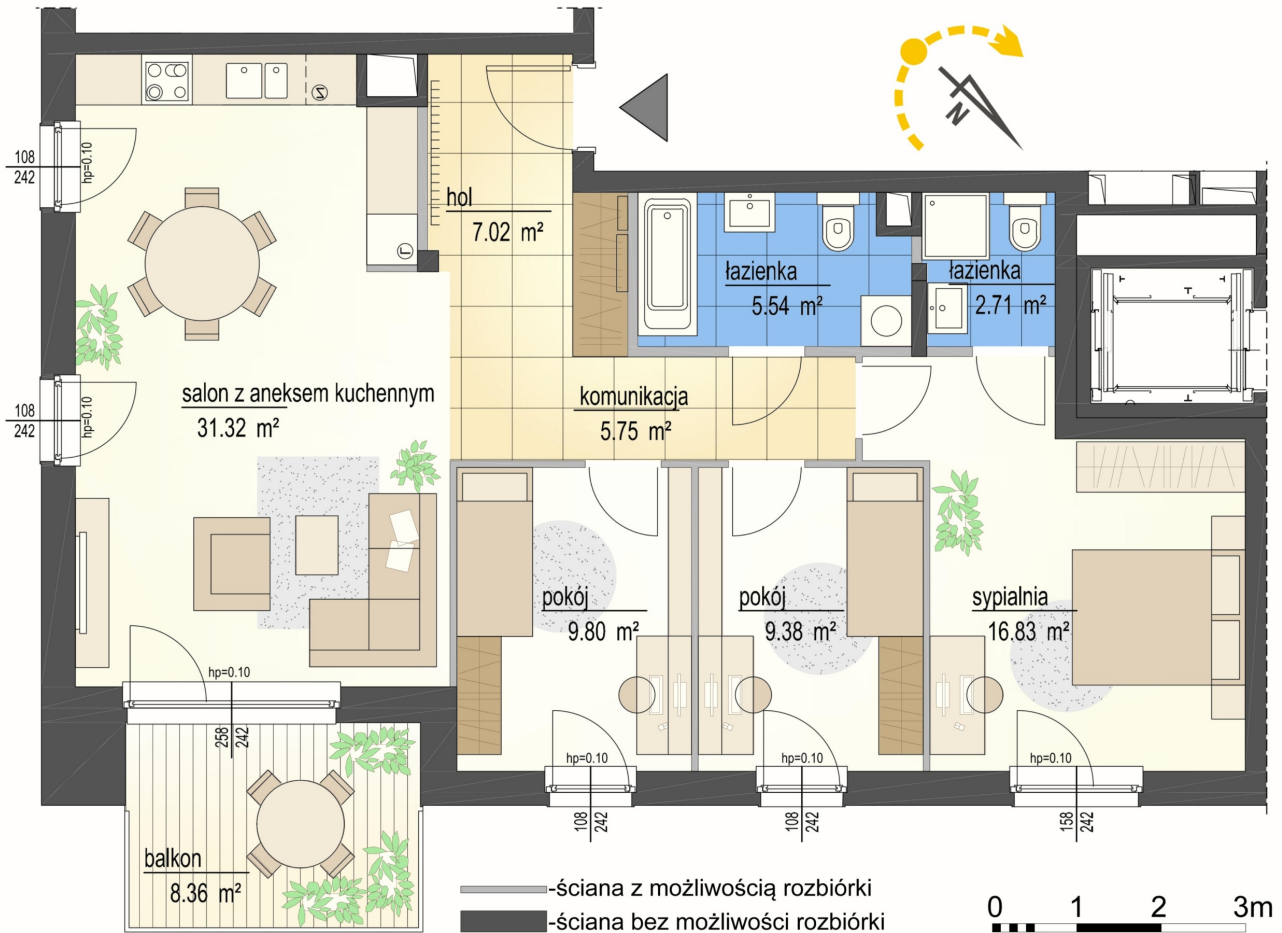 N
Z
L
108
242
hp=0.10
hol
7.02 m²
łazienka
5.54 m²
łazienka
2.71 m²
108
242
hp=0.10
salon z aneksem kuchennym
31.32 m²
komunikacja
5.75 m²
pokój
9.80 m²
pokój
9.38 m²
sypialnia
16.83 m²
hp=0.10
258
242
hp=0.10
108
242
hp=0.10
108
242
hp=0.10
158
242
balkon
8.36 m²
-ściana z możliwością rozbiórki
-ściana bez możliwości rozbiórki
0 1 2 3m